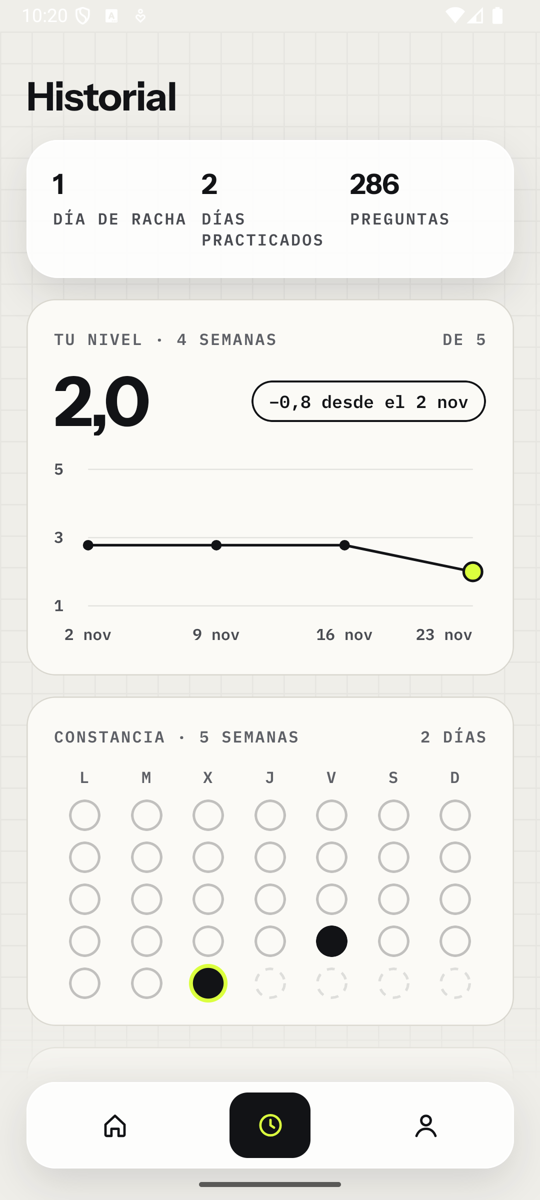 10:20
Historial
1
DÍA DE RACHA
2
DÍAS
PRACTICADOS
286
PREGUNTAS
TU NIVEL · 4 SEMANAS
DE 5
2,0
−0,8 desde el 2 nov
5
3
1
2 nov
9 nov
16 nov
23 nov
CONSTANCIA · 5 SEMANAS
2 DÍAS
L M X J V S D